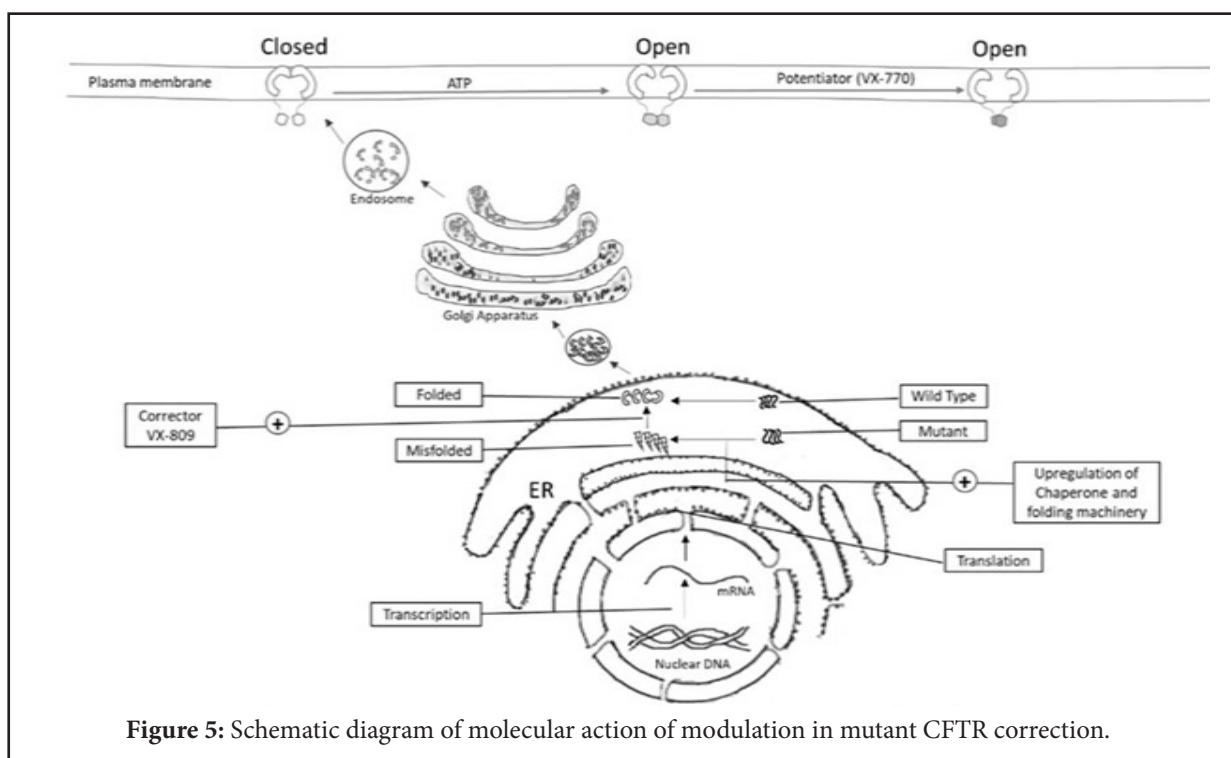 Closed
Open
Open
Plasma membrane
ATP
Potentiator (VX-770)
Endosome
Golgi Apparatus
Folded
Wild Type
Corrector
VX-809
+
Misfolded
Mutant
ER
+
Upregulation of
Chaperone and
folding machinery
Translation
mRNA
Transcription
Nuclear DNA
Figure 5: Schematic diagram of molecular action of modulation in mutant CFTR correction.